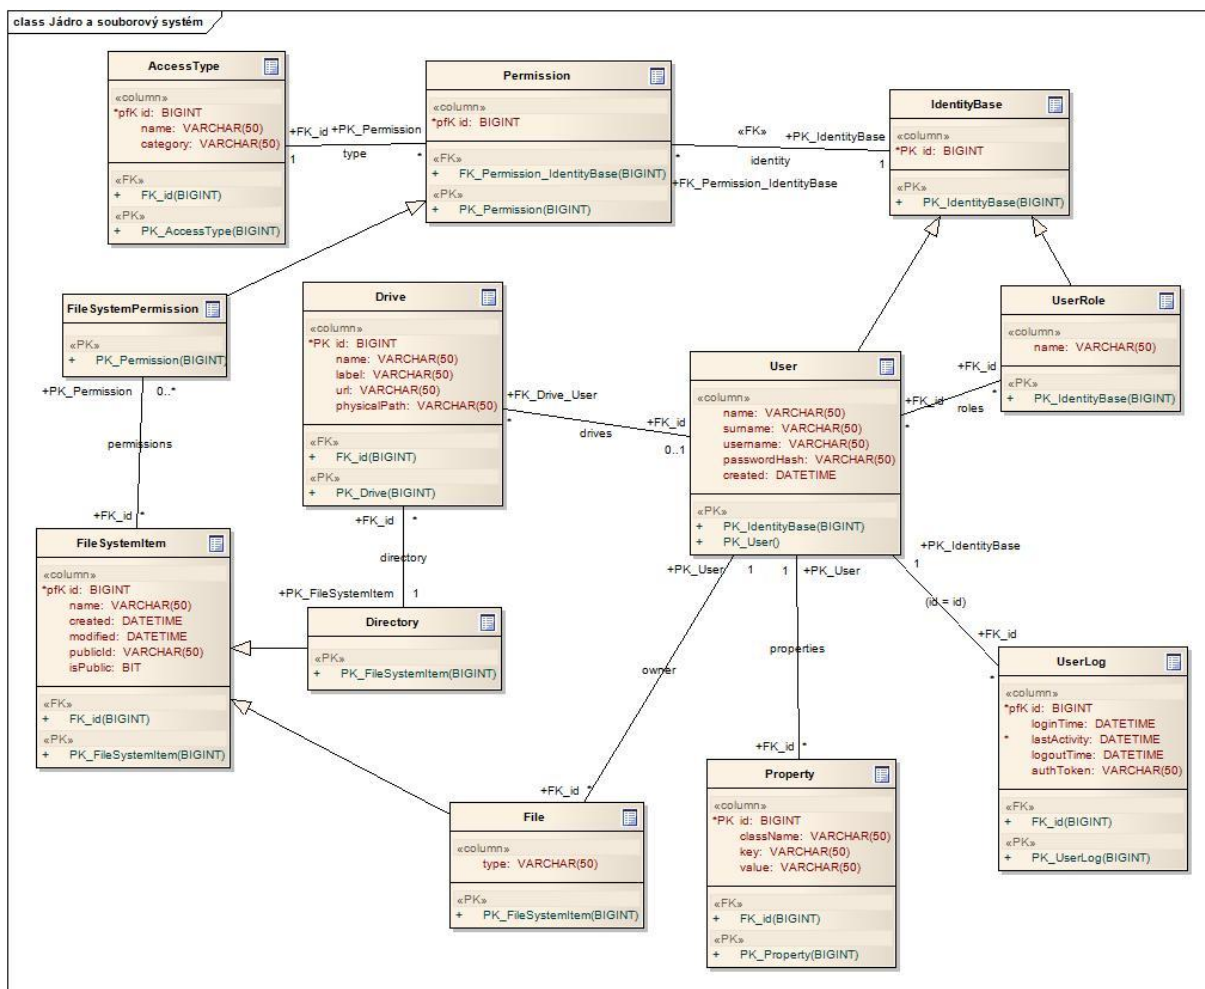 class Jádro a souborový systém
AccessType
«column»
*pfK id: BIGINT
name: VARCHAR(50)
category: VARCHAR(50)
«FK»
+ FK_id(BIGINT)
«PK»
+ PK_AccessType(BIGINT)
+FK_id
+PK_Permission
1
type
*
Permission
«column»
*pfK id: BIGINT
«FK»
+ FK_Permission_IdentityBase(BIGINT)
«PK»
+ PK_Permission(BIGINT)
«FK»
+PK_IdentityBase
*
identity
1
+FK_Permission_IdentityBase
IdentityBase
«column»
*PK id: BIGINT
«PK»
+ PK_IdentityBase(BIGINT)
FileSystemPermission
«PK»
+ PK_Permission(BIGINT)
+PK_Permission
0..*
permissions
+FK_id
*
Drive
«column»
*PK id: BIGINT
name: VARCHAR(50)
label: VARCHAR(50)
url: VARCHAR(50)
physicalPath: VARCHAR(50)
«FK»
+ FK_id(BIGINT)
«PK»
+ PK_Drive(BIGINT)
+FK_Drive_User
*
drives
+FK_id
0..1
User
«column»
name: VARCHAR(50)
surname: VARCHAR(50)
username: VARCHAR(50)
passwordHash: VARCHAR(50)
created: DATETIME
«PK»
+ PK_IdentityBase(BIGINT)
+ PK_User()
UserRole
«column»
name: VARCHAR(50)
«PK»
+ PK_IdentityBase(BIGINT)
+FK_id
*
+FK_id
roles
*
FileSystemItem
«column»
*pfK id: BIGINT
name: VARCHAR(50)
created: DATETIME
modified: DATETIME
publicId: VARCHAR(50)
isPublic: BIT
«FK»
+ FK_id(BIGINT)
«PK»
+ PK_FileSystemItem(BIGINT)
+FK_id
*
directory
+PK_FileSystemItem
1
Directory
«PK»
+ PK_FileSystemItem(BIGINT)
+PK_User
1
owner
+FK_id
*
1
+PK_User
properties
+FK_id
*
+PK_IdentityBase
1
(id = id)
+FK_id
*
UserLog
«column»
*pfK id: BIGINT
loginTime: DATETIME
* lastActivity: DATETIME
logoutTime: DATETIME
authToken: VARCHAR(50)
«FK»
+ FK_id(BIGINT)
«PK»
+ PK_UserLog(BIGINT)
File
«column»
type: VARCHAR(50)
«PK»
+ PK_FileSystemItem(BIGINT)
Property
«column»
*PK id: BIGINT
className: VARCHAR(50)
key: VARCHAR(50)
value: VARCHAR(50)
«FK»
+ FK_id(BIGINT)
«PK»
+ PK_Property(BIGINT)